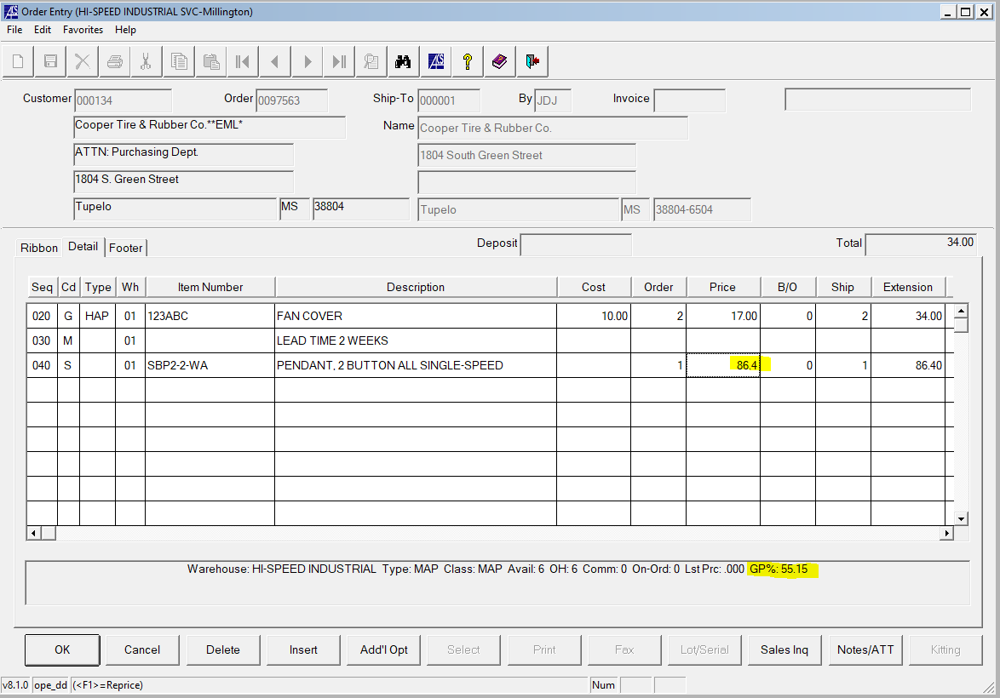 Order Entry (HI-SPEED INDUSTRIAL SVC-Millington)
File Edit Favorites Help
Customer 000134 Order 0097563 Ship-To 000001 By JDJ Invoice
Cooper Tire & Rubber Co.**EML* Name Cooper Tire & Rubber Co.
ATTN: Purchasing Dept. 1804 South Green Street
1804 S. Green Street
Tupelo MS 38804 Tupelo MS 38804-6504
Ribbon Detail Footer Deposit Total 34.00
Seq Cd Type Wh Item Number Description Cost Order Price B/O Ship Extension
020 G HAP 01 123ABC FAN COVER 10.00 2 17.00 0 2 34.00
030 M 01 LEAD TIME 2 WEEKS
040 S 01 SBP2-2-WA PENDANT, 2 BUTTON ALL SINGLE-SPEED 1 86.4 0 1 86.40
Warehouse: HI-SPEED INDUSTRIAL Type: MAP Class: MAP Avail: 6 OH: 6 Comm: 0 On-Ord: 0 Lst Prc: .000 GP%: 55.15
OK Cancel Delete Insert Add'l Opt Select Print Fax Lot/Serial Sales Inq Notes/ATT Kitting
v8.1.0 ope_dd (<F1>=Reprice) Num